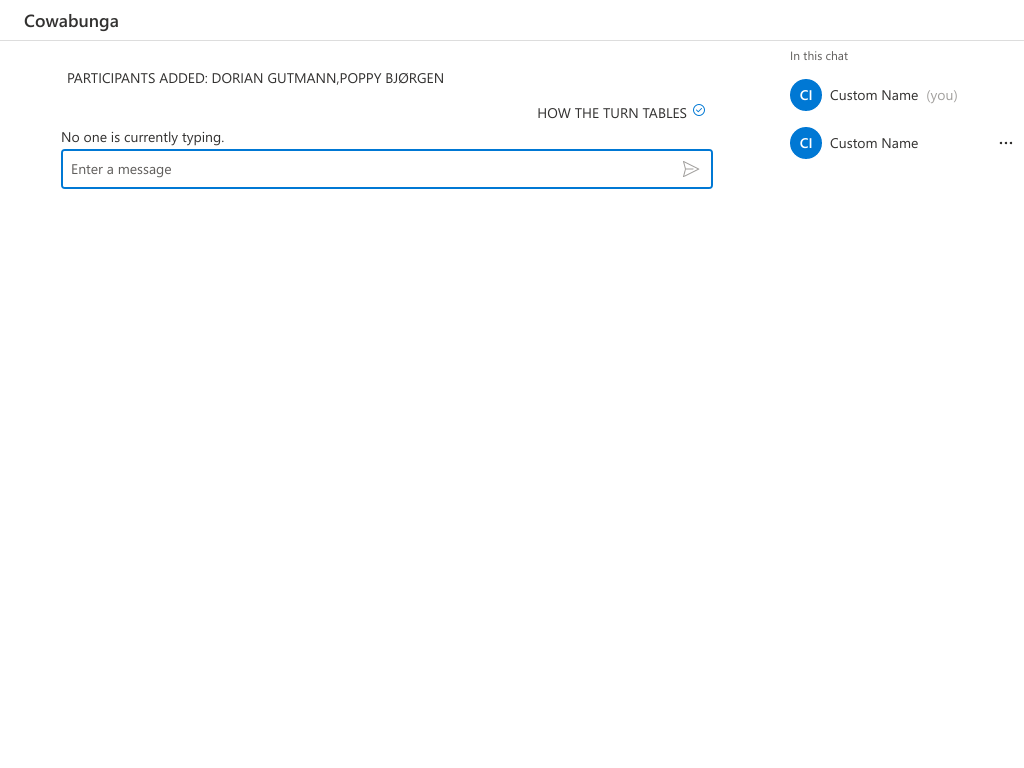 Cowabunga
PARTICIPANTS ADDED: DORIAN GUTMANN,POPPY BJØRGEN
HOW THE TURN TABLES
No one is currently typing.
Enter a message
In this chat
CI Custom Name (you)
CI Custom Name